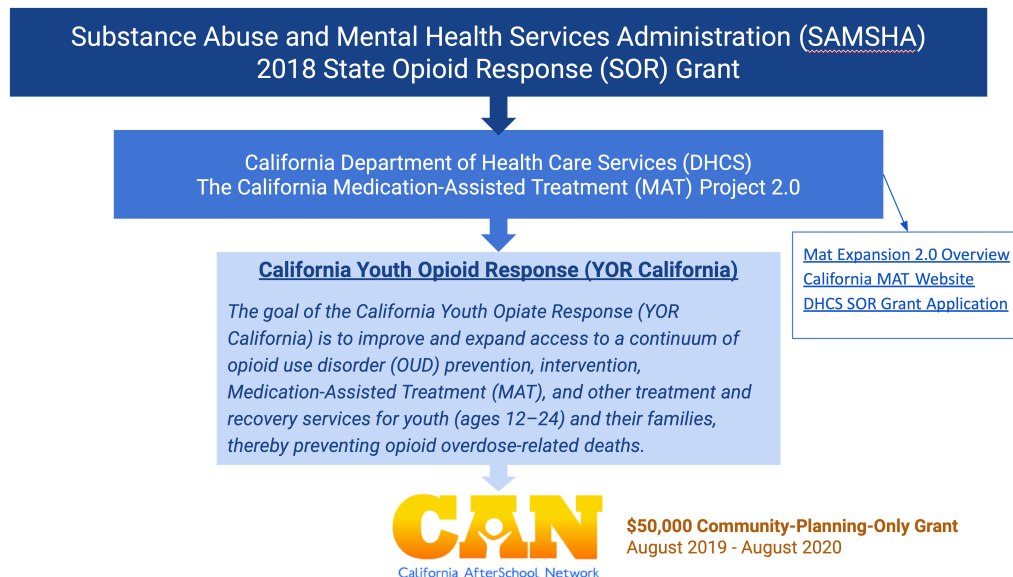 Substance Abuse and Mental Health Services Administration (SAMSHA)
2018 State Opioid Response (SOR) Grant
California Department of Health Care Services (DHCS)
The California Medication-Assisted Treatment (MAT) Project 2.0
Mat Expansion 2.0 Overview
California MAT Website
DHCS SOR Grant Application
California Youth Opioid Response (YOR California)
The goal of the California Youth Opiate Response (YOR
California) is to improve and expand access to a continuum of
opioid use disorder (OUD) prevention, intervention,
Medication-Assisted Treatment (MAT), and other treatment and
recovery services for youth (ages 12–24) and their families,
thereby preventing opioid overdose-related deaths.
CAN
California AfterSchool Network
$50,000 Community-Planning-Only Grant
August 2019 - August 2020